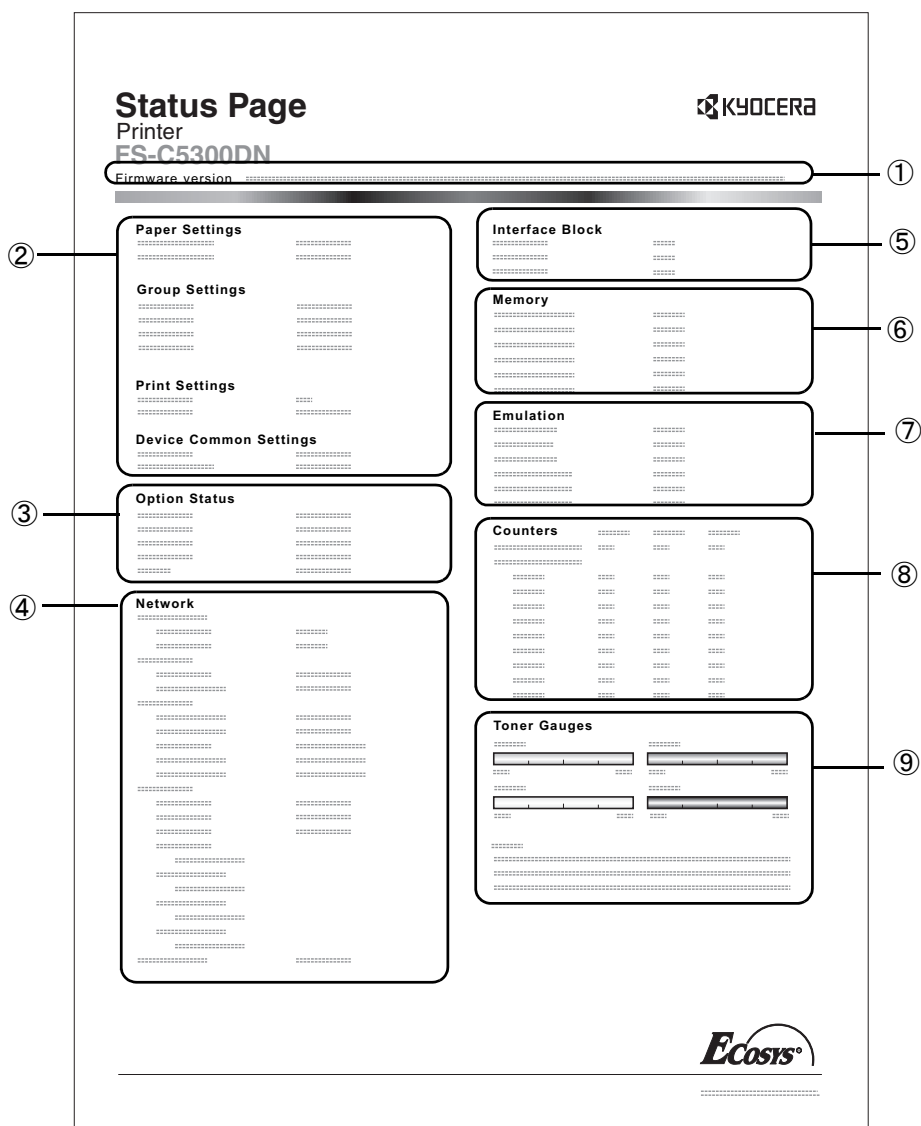 Status Page
KYOCERA
Printer
FS-C5300DN
Firmware version
①
②
Paper Settings
Group Settings
Print Settings
Device Common Settings
③
Option Status
④
Network
Interface Block
⑤
Memory
⑥
Emulation
⑦
Counters
⑧
Toner Gauges
⑨
Ecosys